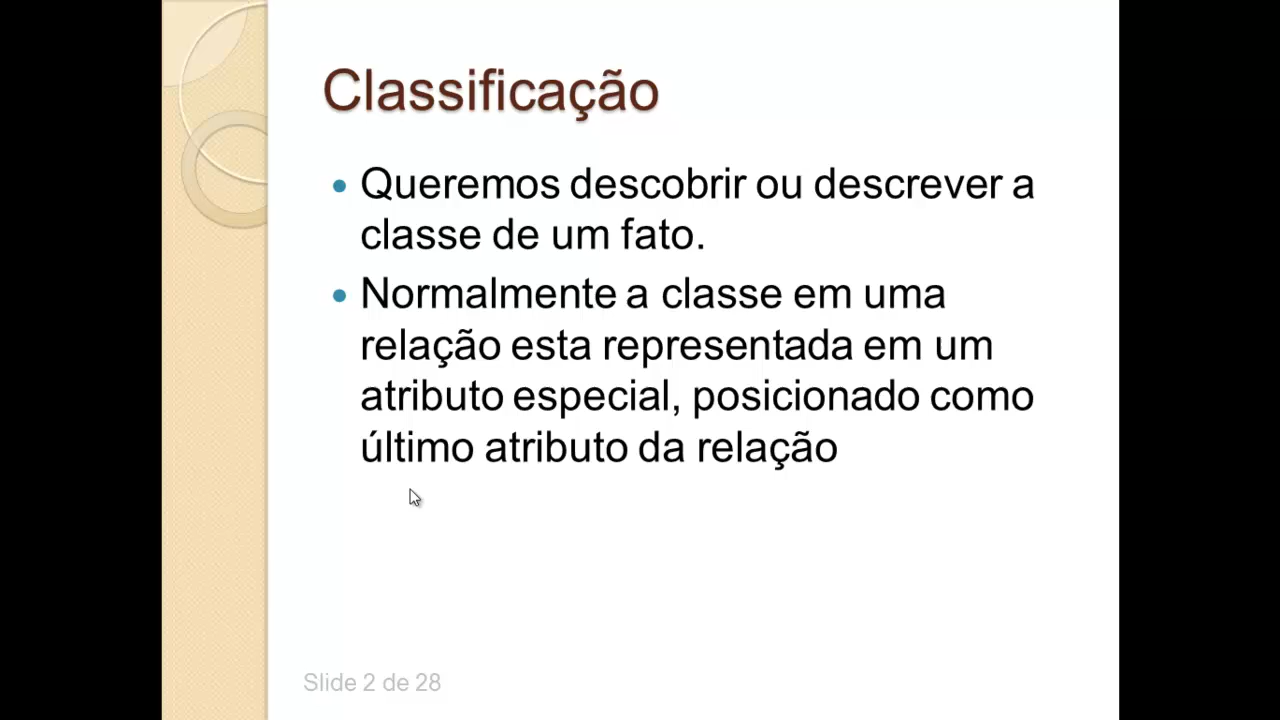 Classificação
• Queremos descobrir ou descrever a
classe de um fato.
• Normalmente a classe em uma
relação esta representada em um
atributo especial, posicionado como
último atributo da relação
Slide 2 de 28